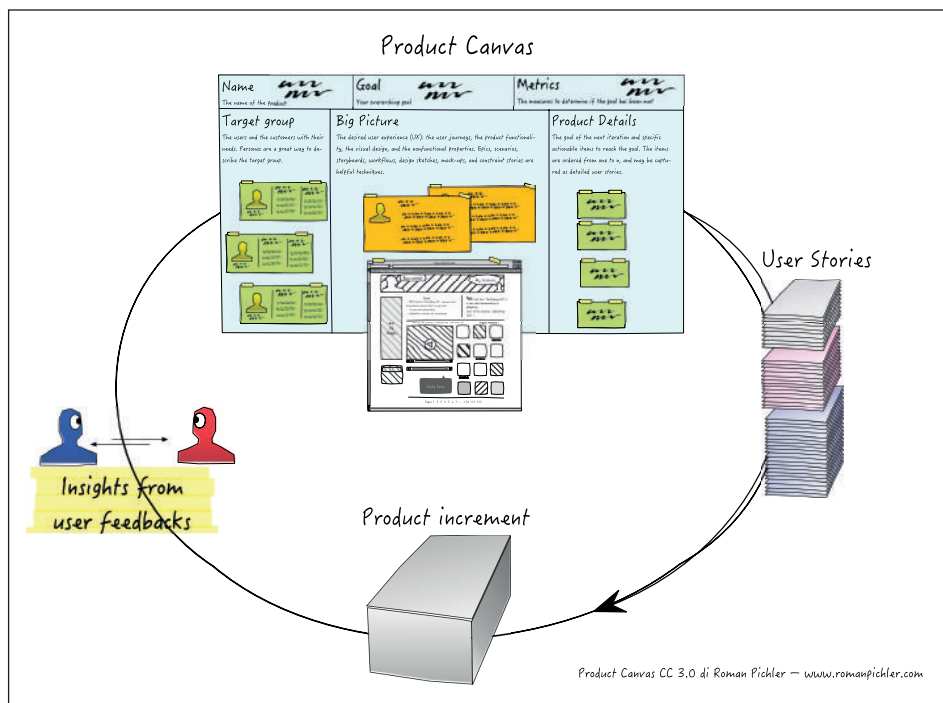 Product Canvas
Name
The name of the product
Goal
Your overarching goal
Metrics
The measures to determine if the goal has been met
Target group
The users and the customers with their
needs. Personas are a great way to de-
scribe the target group.
Big Picture
The desired user experience (UX): the user journeys, the product functionali-
ty, the visual design, and the nonfunctional properties. Epics, scenarios,
storyboards, workflows, design sketches, mock-ups, and constraint stories are
helpful techniques.
Product Details
The goal of the next iteration and specific
actionable items to reach the goal. The items
are ordered from one to n, and may be captu-
red as detailed user stories.
User Stories
Insights from
user feedbacks
Product increment
Product Canvas CC 3.0 di Roman Pichler – www.romanpichler.com